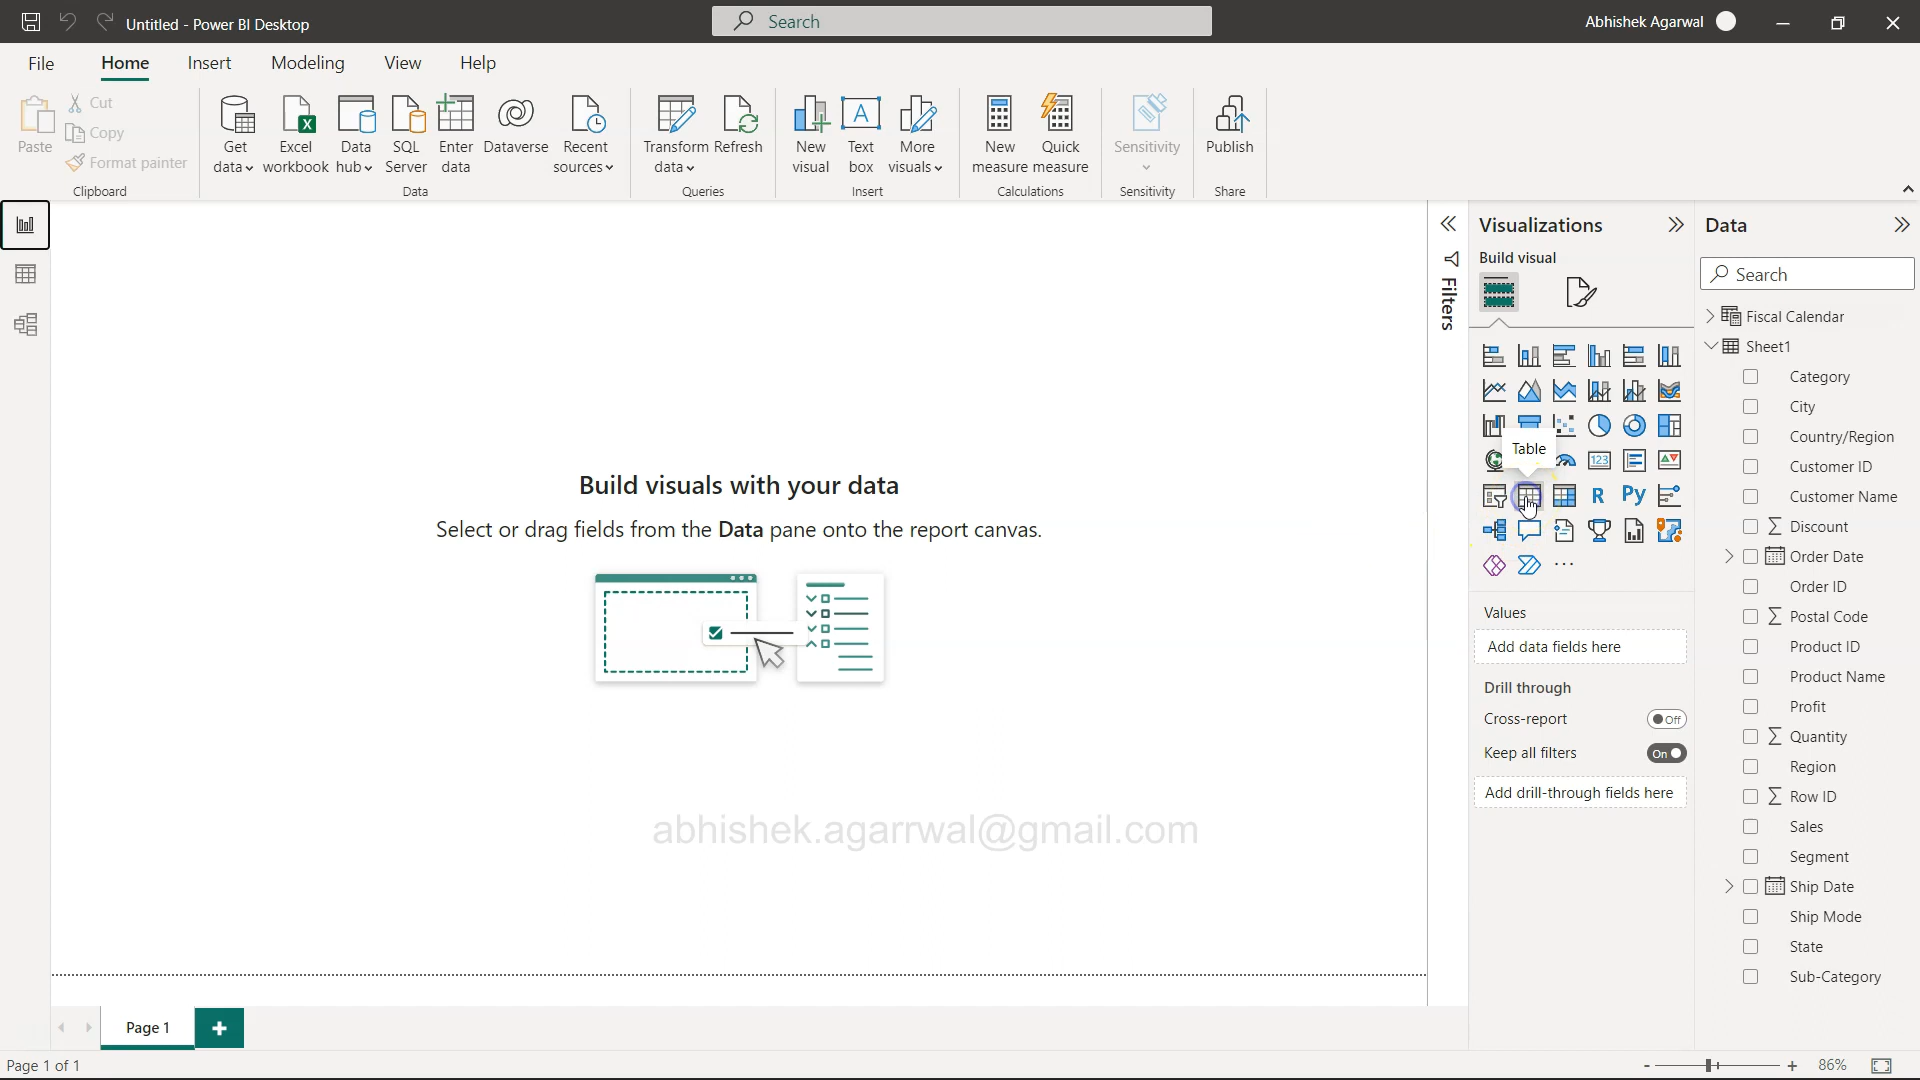 Untitled - Power BI Desktop
Search
Abhishek Agarwal
File
Home
Insert
Modeling
View
Help
Paste
Cut
Copy
Format painter
Clipboard
Get data
Excel workbook
Data hub
SQL Server
Enter data
Dataverse
Recent sources
Data
Transform data
Refresh
Queries
New visual
Text box
More visuals
Insert
New measure
Quick measure
Calculations
Sensitivity
Sensitivity
Publish
Share
Build visuals with your data
Select or drag fields from the Data pane onto the report canvas.
abhishek.agarrwal@gmail.com
Filters
Visualizations
Build visual
Table
123
R
Py
Values
Add data fields here
Drill through
Cross-report
Off
Keep all filters
On
Add drill-through fields here
Data
Search
Fiscal Calendar
Sheet1
Category
City
Country/Region
Customer ID
Customer Name
Discount
Order Date
Order ID
Postal Code
Product ID
Product Name
Profit
Quantity
Region
Row ID
Sales
Segment
Ship Date
Ship Mode
State
Sub-Category
Page 1
Page 1 of 1
86%